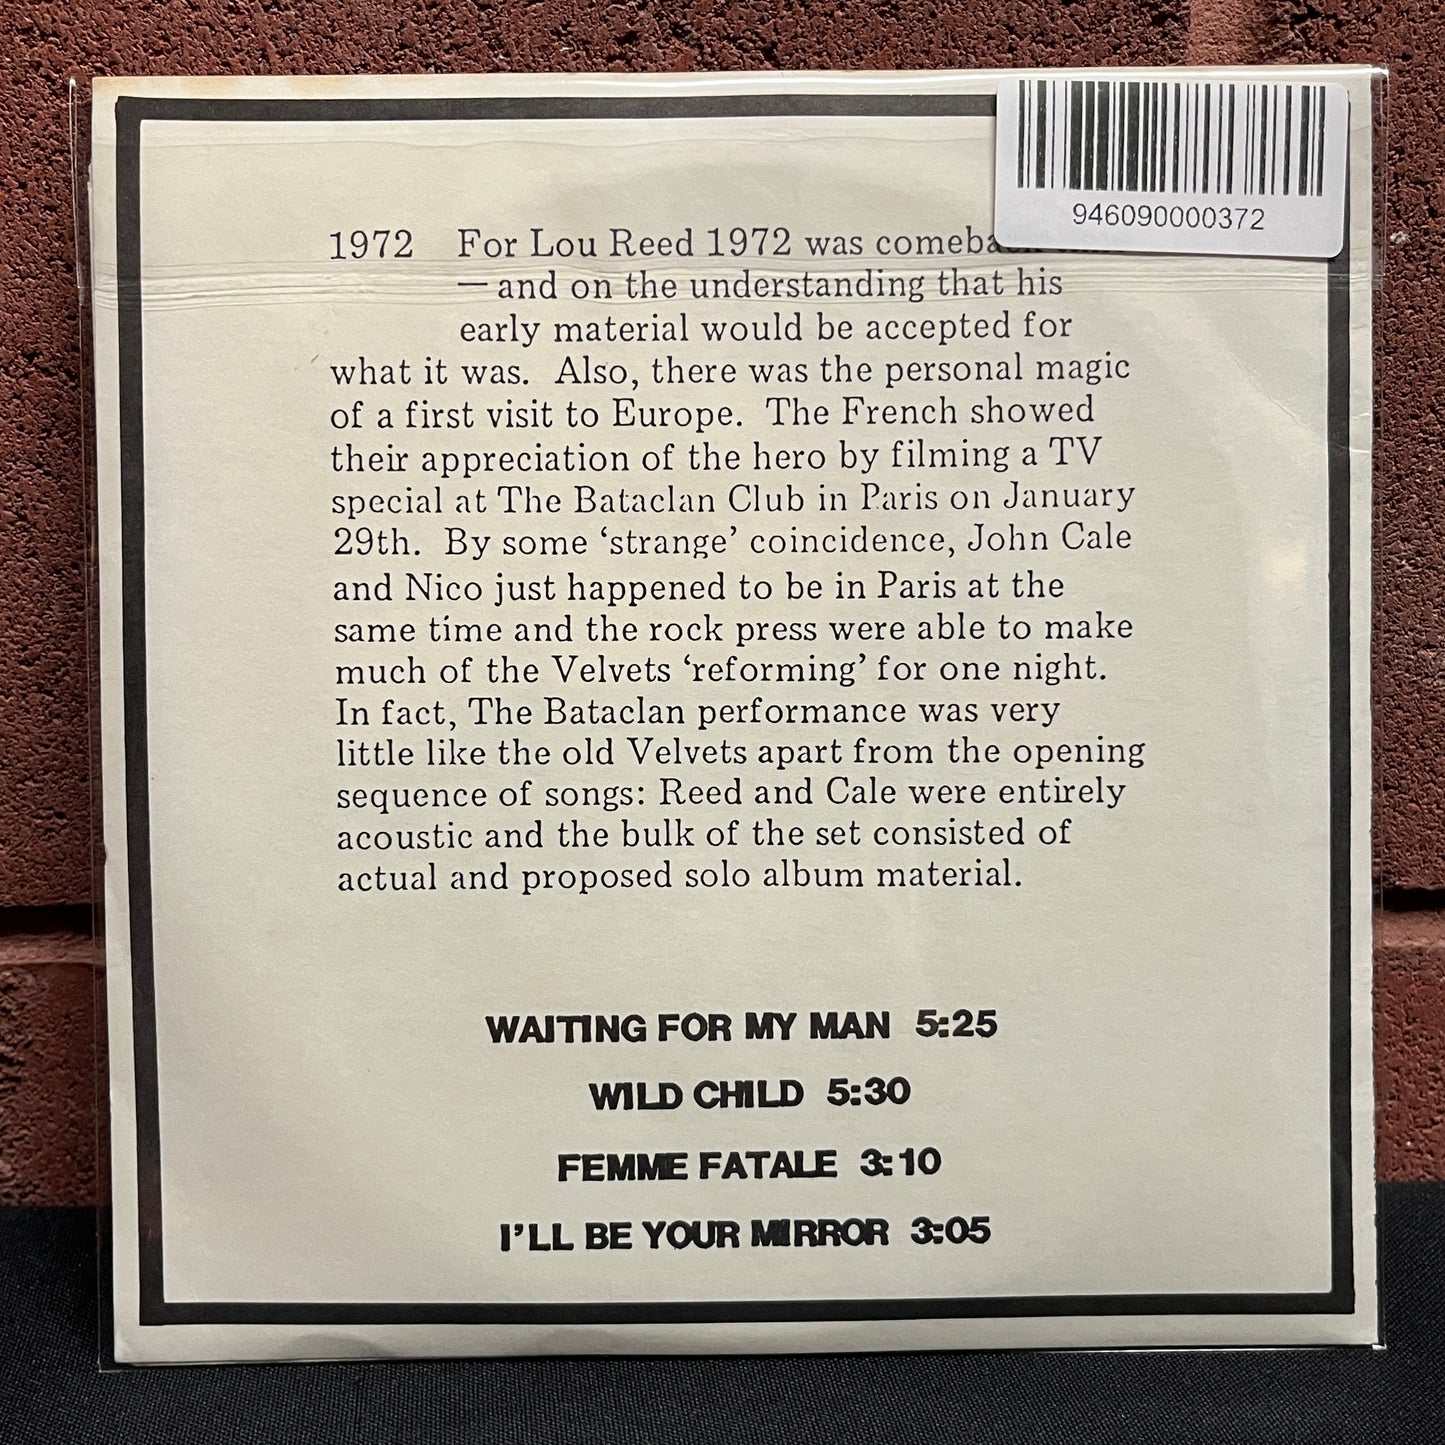 946090000372
1972 For Lou Reed 1972 was
— and on the understanding that his
early material would be accepted for
what it was. Also, there was the personal magic
of a first visit to Europe. The French showed
their appreciation of the hero by filming a TV
special at The Bataclan Club in Paris on January
29th. By some ‘strange’ coincidence, John Cale
and Nico just happened to be in Paris at the
same time and the rock press were able to make
much of the Velvets ‘reforming’ for one night.
In fact, The Bataclan performance was very
little like the old Velvets apart from the opening
sequence of songs: Reed and Cale were entirely
acoustic and the bulk of the set consisted of
actual and proposed solo album material.
WAITING FOR MY MAN 5:25
WILD CHILD 5:30
FEMME FATALE 3:10
I’LL BE YOUR MIRROR 3:05